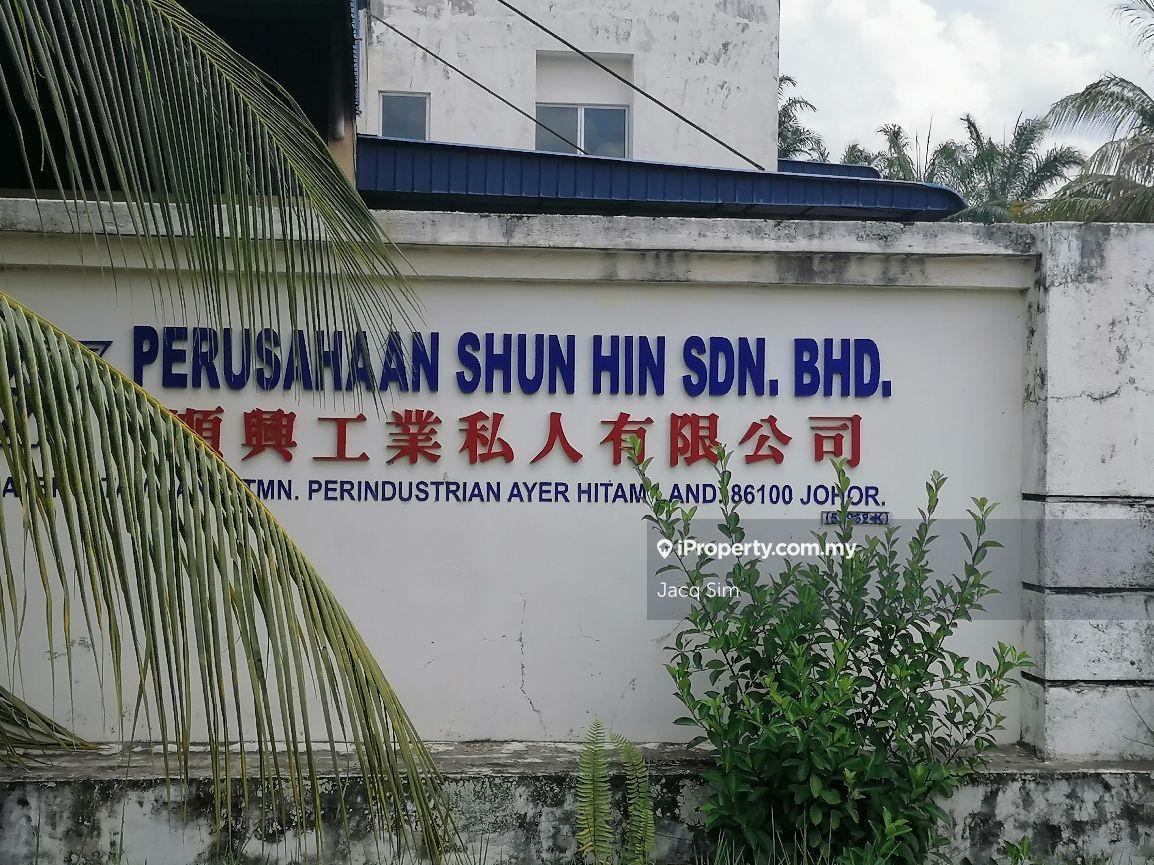 PERUSAHAAN SHUN HIN SDN. BHD.
順興工業私人有限公司
TMN. PERINDUSTRIAN AYER HITAM, 86100 JOHOR.
iProperty.com.my
Jacq Sim